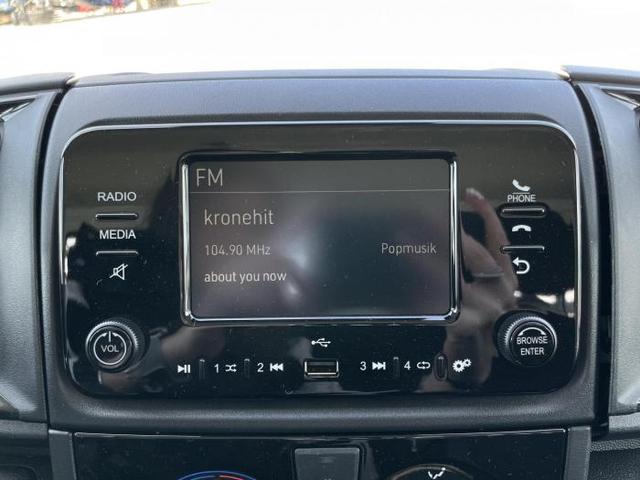 FM
kronehit
104.90 MHz Popmusik
about you now
RADIO
MEDIA
VOL
PHONE
BROWSE
ENTER
1 2 3 4